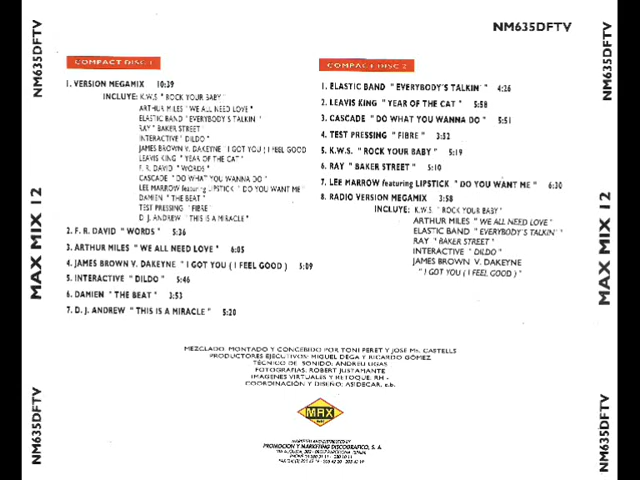 NM635DFTV
NM635DFTV
NM635DFTV
COMPACT DISC 1
1. VERSION MEGAMIX 10:39
INCLUYE: K.W.S " ROCK YOUR BABY "
ARTHUR MILES " WE ALL NEED LOVE "
ELASTIC BAND " EVERYBODY´S TALKIN´ "
RAY " BAKER STREET "
INTERACTIVE " DILDO "
JAMES BROWN V. DAKEYNE " I GOT YOU ( I FEEL GOOD
LEAVIS KING " YEAR OF THE CAT "
F. R. DAVID " WORDS "
CASCADE " DO WHAT YOU WANNA DO "
LEE MARROW featuring LIPSTICK " DO YOU WANT ME "
DAMIEN " THE BEAT "
TEST PRESSING " FIBRE "
D. J. ANDREW " THIS IS A MIRACLE "
2. F. R. DAVID " WORDS " 5:36
3. ARTHUR MILES " WE ALL NEED LOVE " 6:05
4. JAMES BROWN V. DAKEYNE " I GOT YOU ( I FEEL GOOD ) 5:09
5. INTERACTIVE " DILDO " 5:46
6. DAMIEN " THE BEAT " 3:53
7. D. J. ANDREW " THIS IS A MIRACLE " 5:20
COMPACT DISC 2
1. ELASTIC BAND " EVERYBODY´S TALKIN´ " 4:26
2. LEAVIS KING " YEAR OF THE CAT " 5:58
3. CASCADE " DO WHAT YOU WANNA DO " 5:51
4. TEST PRESSING " FIBRE " 3:52
5. K.W.S. " ROCK YOUR BABY " 5:19
6. RAY " BAKER STREET " 5:10
7. LEE MARROW featuring LIPSTICK " DO YOU WANT ME " 6:30
8. RADIO VERSION MEGAMIX 3:58
INCLUYE: K.W.S. " ROCK YOUR BABY "
ARTHUR MILES " WE ALL NEED LOVE "
ELASTIC BAND " EVERYBODY´S TALKIN´ "
RAY " BAKER STREET "
INTERACTIVE " DILDO "
JAMES BROWN V. DAKEYNE
" I GOT YOU ( I FEEL GOOD ) "
MAX MIX 12
MAX MIX 12
MEZCLADO, MONTADO Y CONCEBIDO POR TONI PERET Y JOSE Ma. CASTELLS
PRODUCTORES EJECUTIVOS: MIQUEL DEGA Y RICARDO GÓMEZ
TÉCNICO DE SONIDO: ANDREU UGAS
FOTOGRAFIAS, ROBERT JUSTAMANTE
IMAGENES VIRTUALES Y RETOQUE, RH -
COORDINACIÓN Y DISEÑO: ASIDECAR, c.b.
MAX
MUSIC
PROMOCION Y MARKETING DISCOGRAFICO, S. A.
NM635DFTV
NM635DFTV